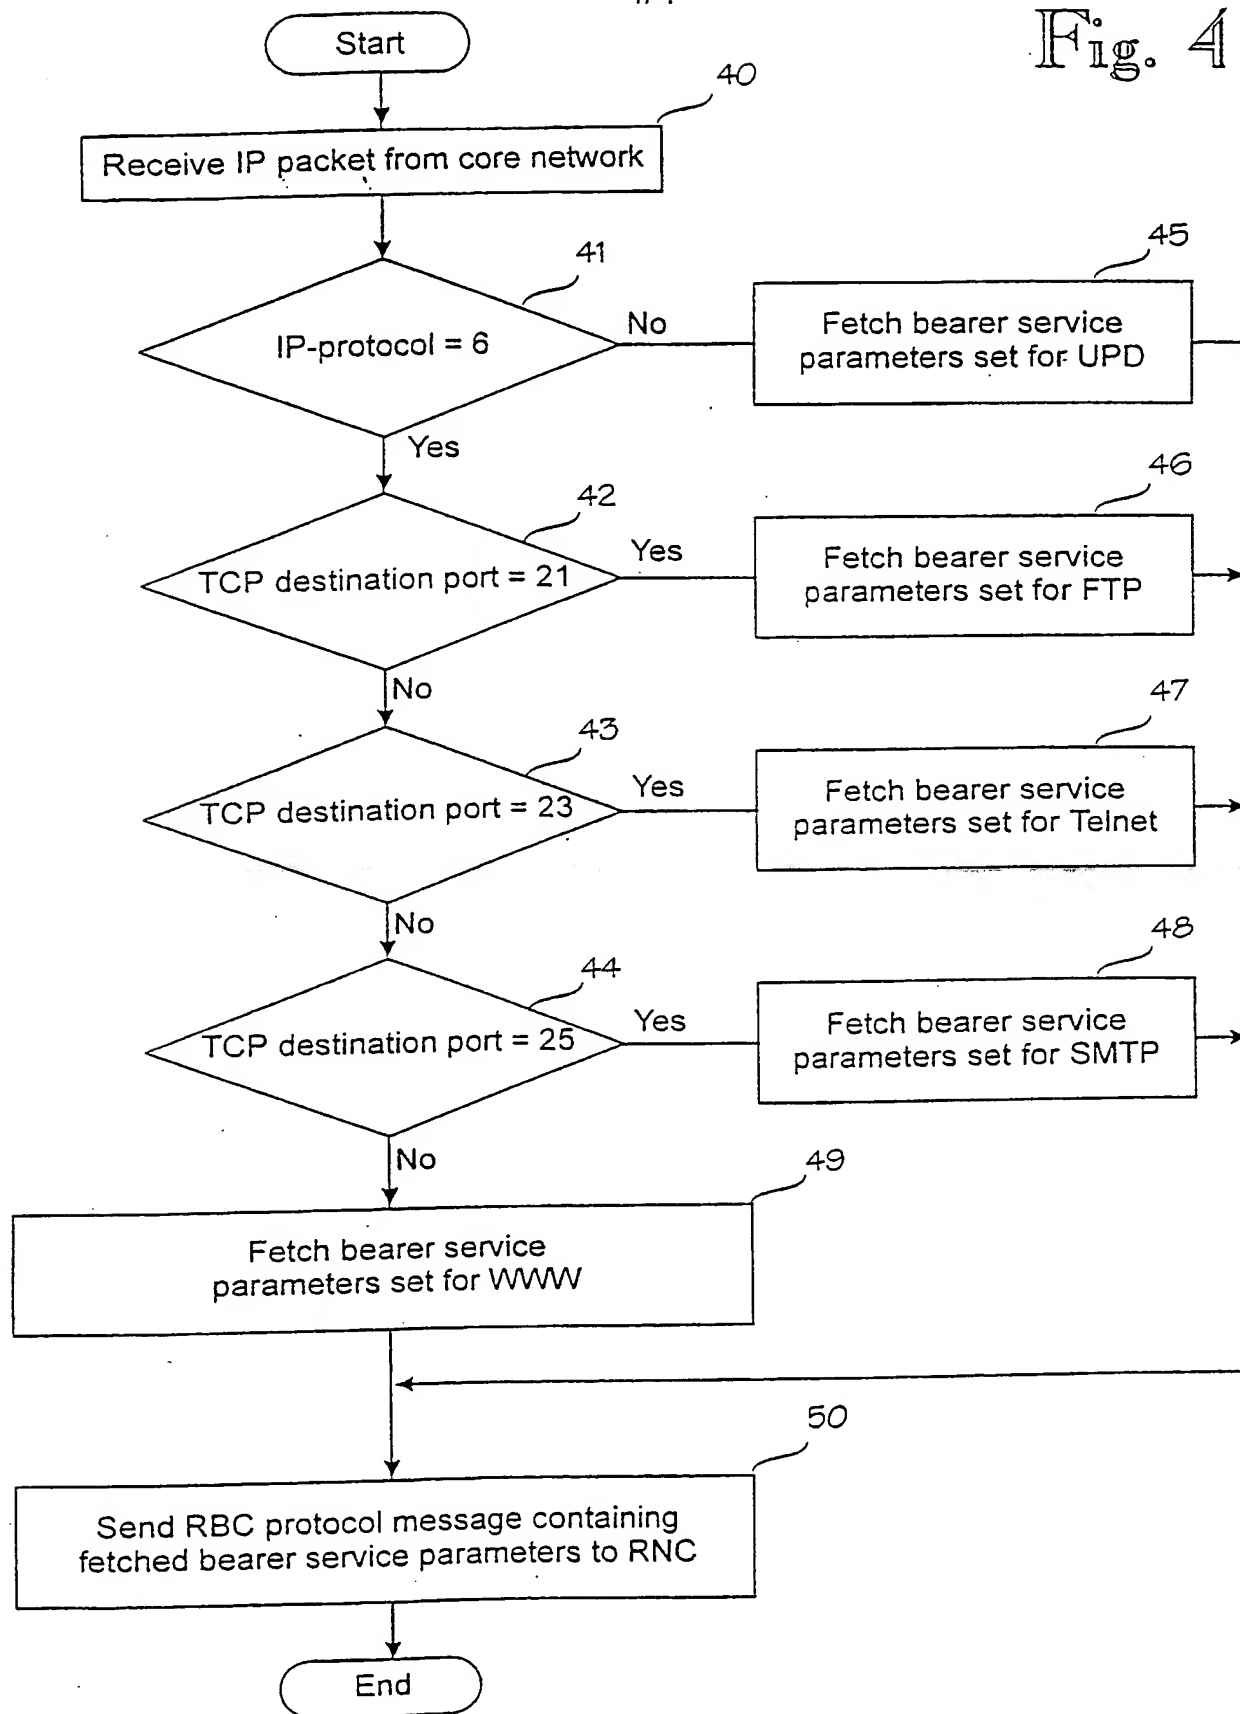 Fig. 4
Start
40
Receive IP packet from core network
41
IP-protocol = 6
No
45
Fetch bearer service
parameters set for UPD
Yes
42
TCP destination port = 21
Yes
46
Fetch bearer service
parameters set for FTP
No
43
TCP destination port = 23
Yes
47
Fetch bearer service
parameters set for Telnet
No
44
TCP destination port = 25
Yes
48
Fetch bearer service
parameters set for SMTP
No
49
Fetch bearer service
parameters set for WWW
50
Send RBC protocol message containing
fetched bearer service parameters to RNC
End